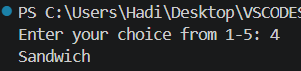 PS C:\Users\Hadi\Desktop\VSCODES
Enter your choice from 1-5: 4
Sandwich